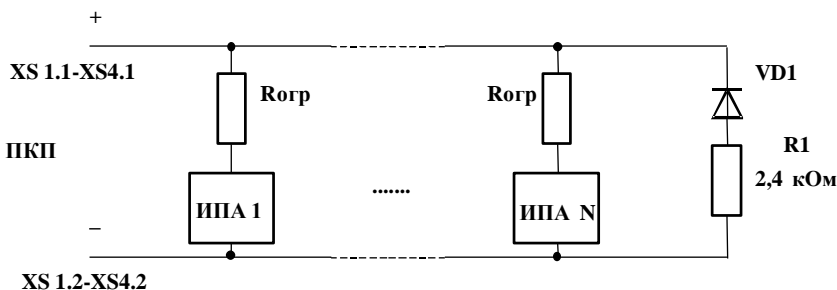 +
XS 1.1-XS4.1
Rогр
Rогр
VD1
ПКП
R1
2,4 кОм
ИПА 1
.......
ИПА N
–
XS 1.2-XS4.2